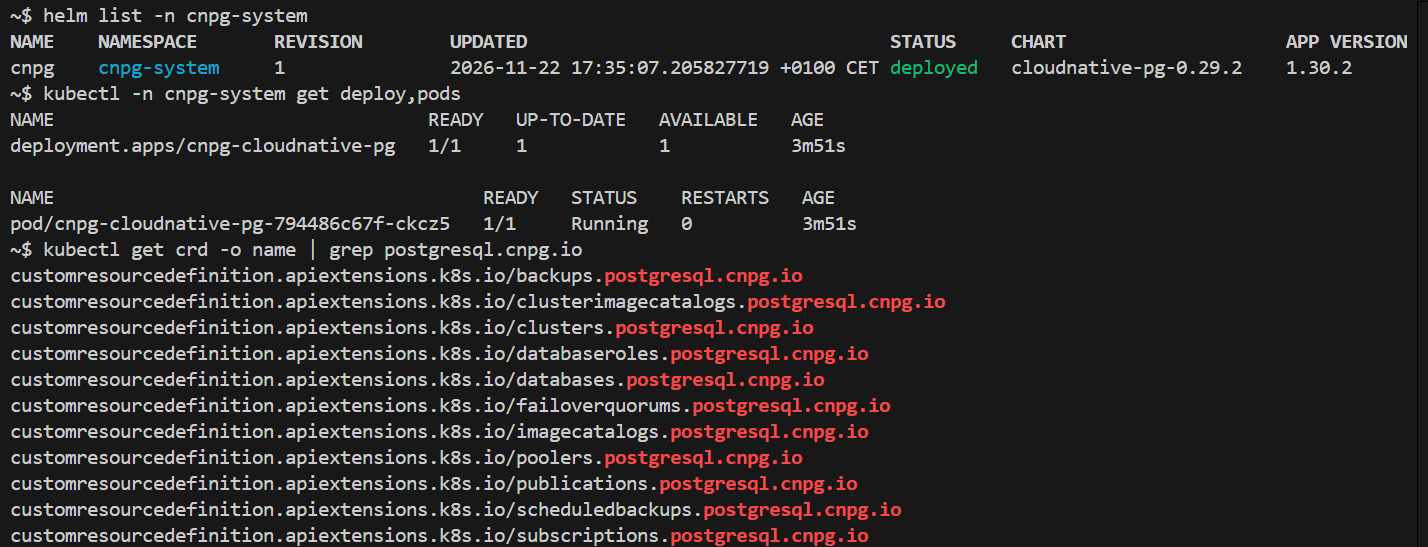 ~$ helm list -n cnpg-system
NAME    NAMESPACE       REVISION        UPDATED                                 STATUS     CHART                    APP VERSION
cnpg    cnpg-system     1               2026-11-22 17:35:07.205827719 +0100 CET deployed   cloudnative-pg-0.29.2    1.30.2
~$ kubectl -n cnpg-system get deploy,pods
NAME                                  READY   UP-TO-DATE   AVAILABLE   AGE
deployment.apps/cnpg-cloudnative-pg   1/1     1            1           3m51s

NAME                                       READY   STATUS    RESTARTS   AGE
pod/cnpg-cloudnative-pg-794486c67f-ckcz5   1/1     Running   0          3m51s
~$ kubectl get crd -o name | grep postgresql.cnpg.io
customresourcedefinition.apiextensions.k8s.io/backups.postgresql.cnpg.io
customresourcedefinition.apiextensions.k8s.io/clusterimagecatalogs.postgresql.cnpg.io
customresourcedefinition.apiextensions.k8s.io/clusters.postgresql.cnpg.io
customresourcedefinition.apiextensions.k8s.io/databaseroles.postgresql.cnpg.io
customresourcedefinition.apiextensions.k8s.io/databases.postgresql.cnpg.io
customresourcedefinition.apiextensions.k8s.io/failoverquorums.postgresql.cnpg.io
customresourcedefinition.apiextensions.k8s.io/imagecatalogs.postgresql.cnpg.io
customresourcedefinition.apiextensions.k8s.io/poolers.postgresql.cnpg.io
customresourcedefinition.apiextensions.k8s.io/publications.postgresql.cnpg.io
customresourcedefinition.apiextensions.k8s.io/scheduledbackups.postgresql.cnpg.io
customresourcedefinition.apiextensions.k8s.io/subscriptions.postgresql.cnpg.io